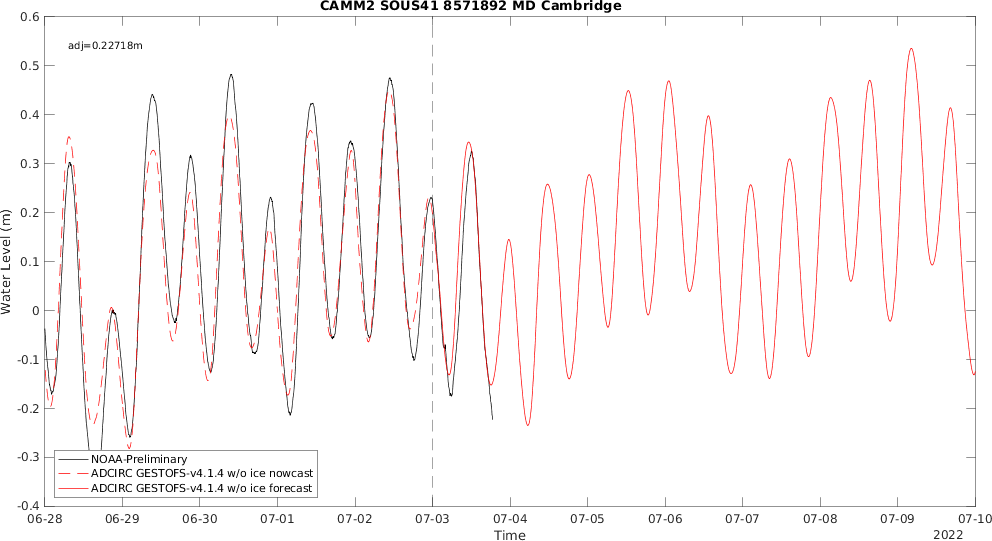 CAMM2 SOUS41 8571892 MD Cambridge
adj=0.22718m
0.6
0.5
0.4
0.3
0.2
0.1
0
-0.1
-0.2
-0.3
-0.4
Water Level (m)
NOAA-Preliminary
ADCIRC GESTOFS-v4.1.4 w/o ice nowcast
ADCIRC GESTOFS-v4.1.4 w/o ice forecast
06-28 06-29 06-30 07-01 07-02 07-03 07-04 07-05 07-06 07-07 07-08 07-09 07-10
Time
2022